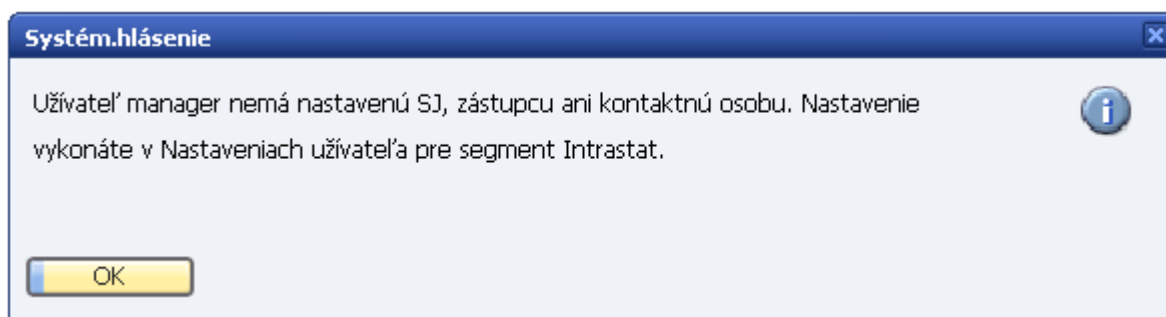 Systém.hlásenie
Užívateľ manager nemá nastavenú SJ, zástupcu ani kontaktnú osobu. Nastavenie
vykonáte v Nastaveniach užívateľa pre segment Intrastat.
OK